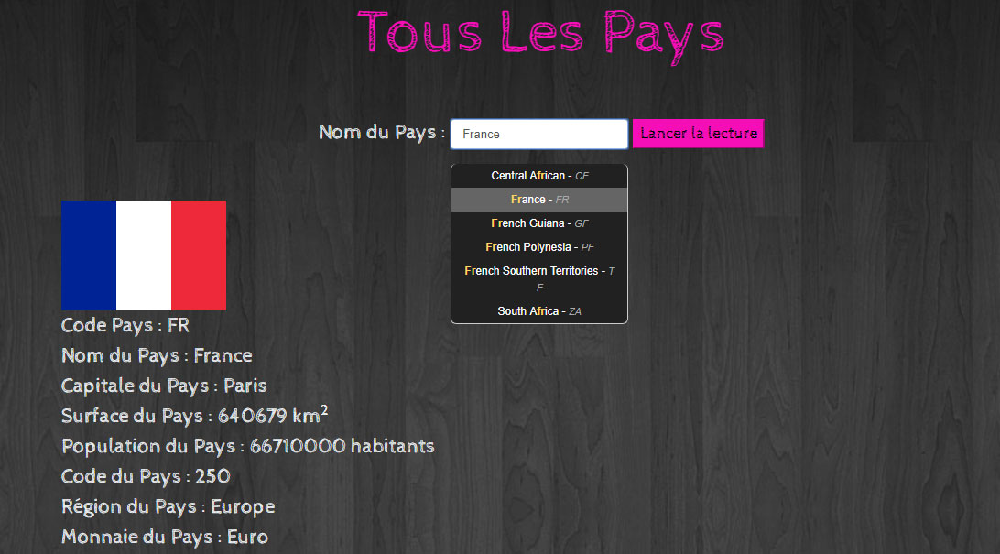 Tous Les Pays
Nom du Pays : France Lancer la lecture
Central African - CF
France - FR
French Guiana - GF
French Polynesia - PF
French Southern Territories - T
F
South Africa - ZA
Code Pays : FR
Nom du Pays : France
Capitale du Pays : Paris
Surface du Pays : 640679 km²
Population du Pays : 66710000 habitants
Code du Pays : 250
Région du Pays : Europe
Monnaie du Pays : Euro